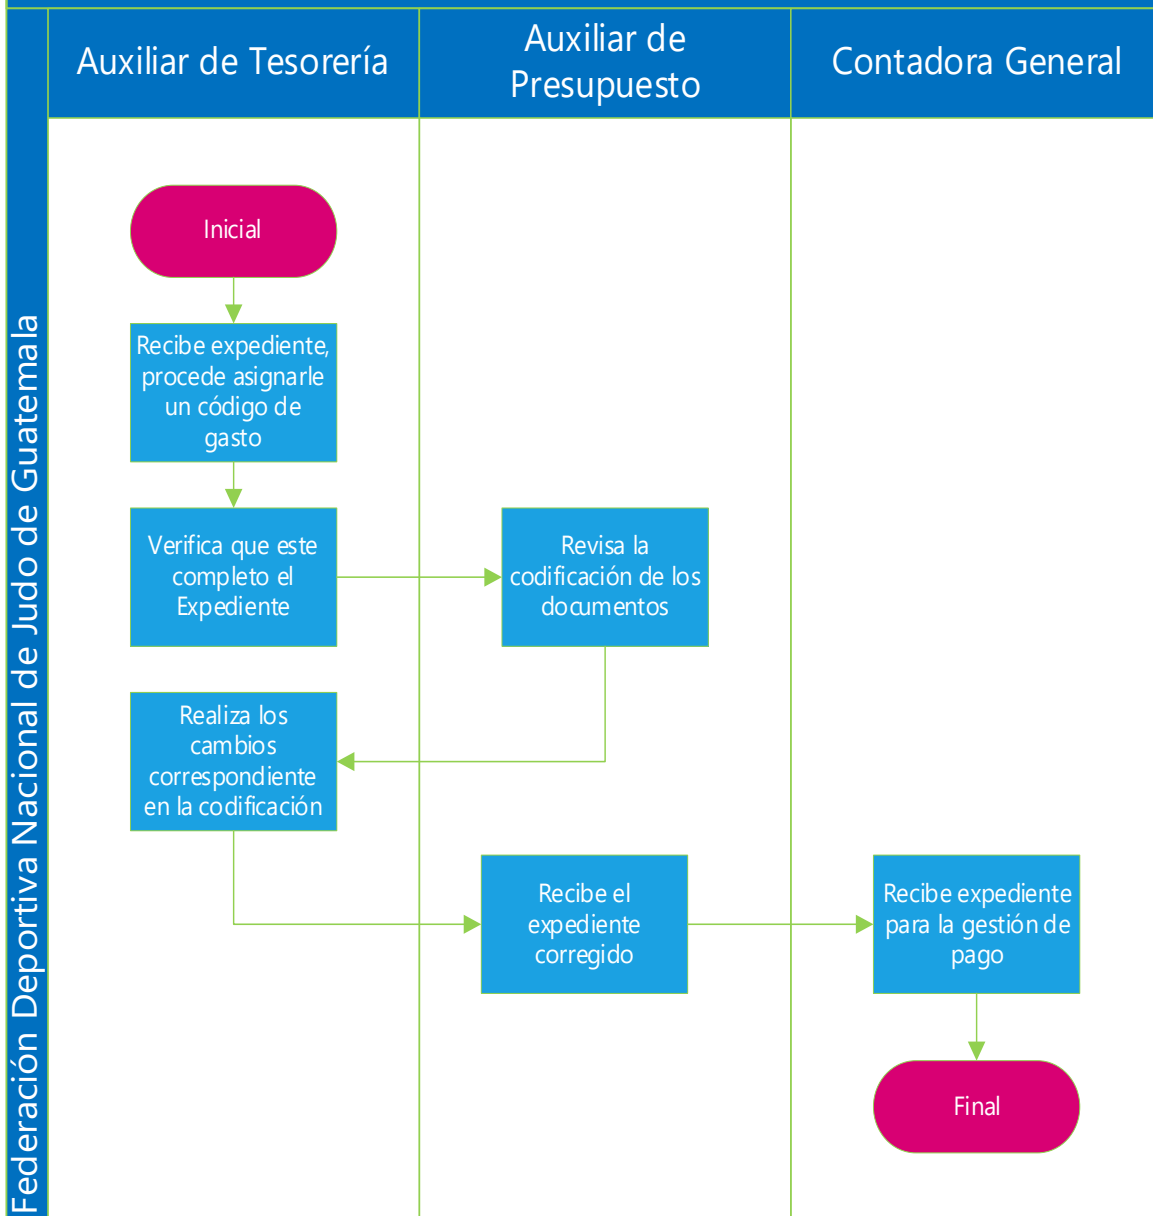 Auxiliar de Tesorería
Auxiliar de
Presupuesto
Contadora General
Federación Deportiva Nacional de Judo de Guatemala
Inicial
Recibe expediente,
procede asignarle
un código de
gasto
Verifica que este
completo el
Expediente
Revisa la
codificación de los
documentos
Realiza los
cambios
correspondiente
en la codificación
Recibe el
expediente
corregido
Recibe expediente
para la gestión de
pago
Final